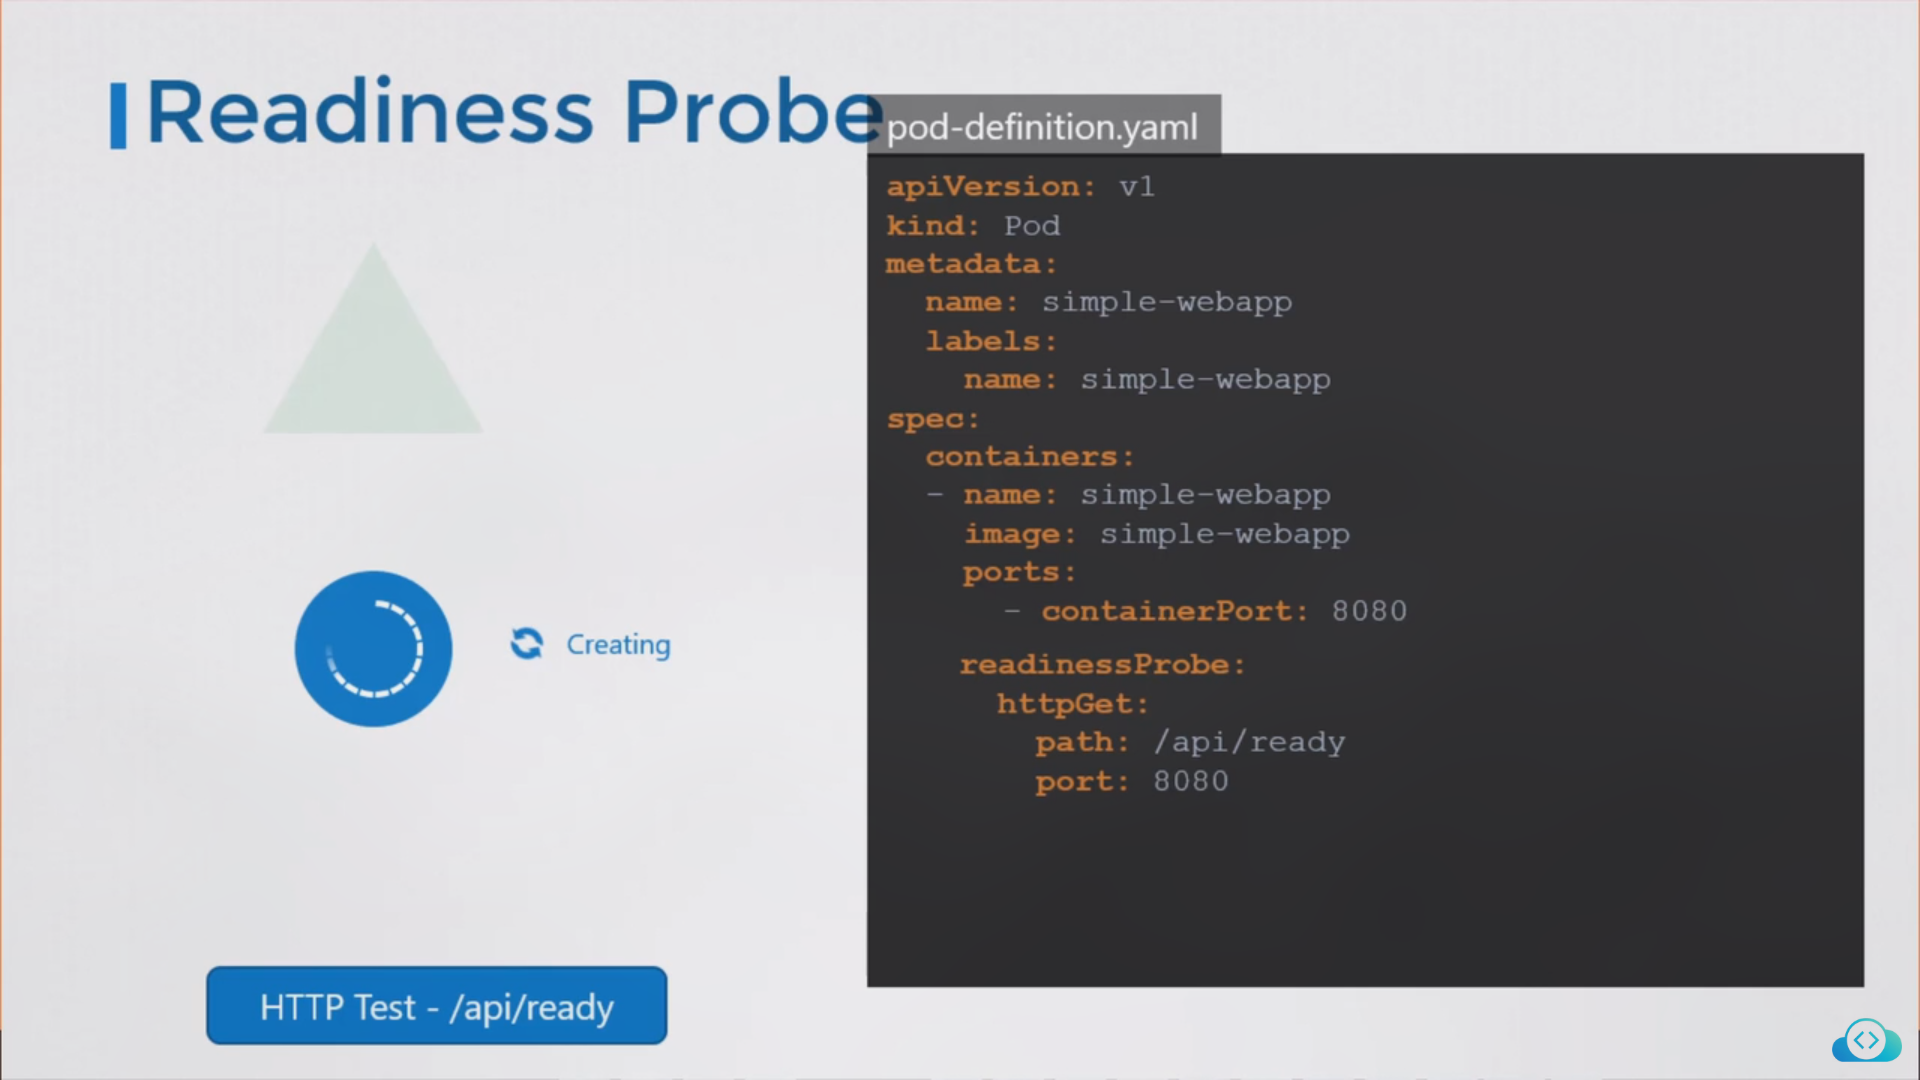 Readiness Probe
pod-definition.yaml
apiVersion: v1
kind: Pod
metadata:
name: simple-webapp
labels:
name: simple-webapp
spec:
containers:
- name: simple-webapp
image: simple-webapp
ports:
- containerPort: 8080
readinessProbe:
httpGet:
path: /api/ready
port: 8080
Creating
HTTP Test - /api/ready